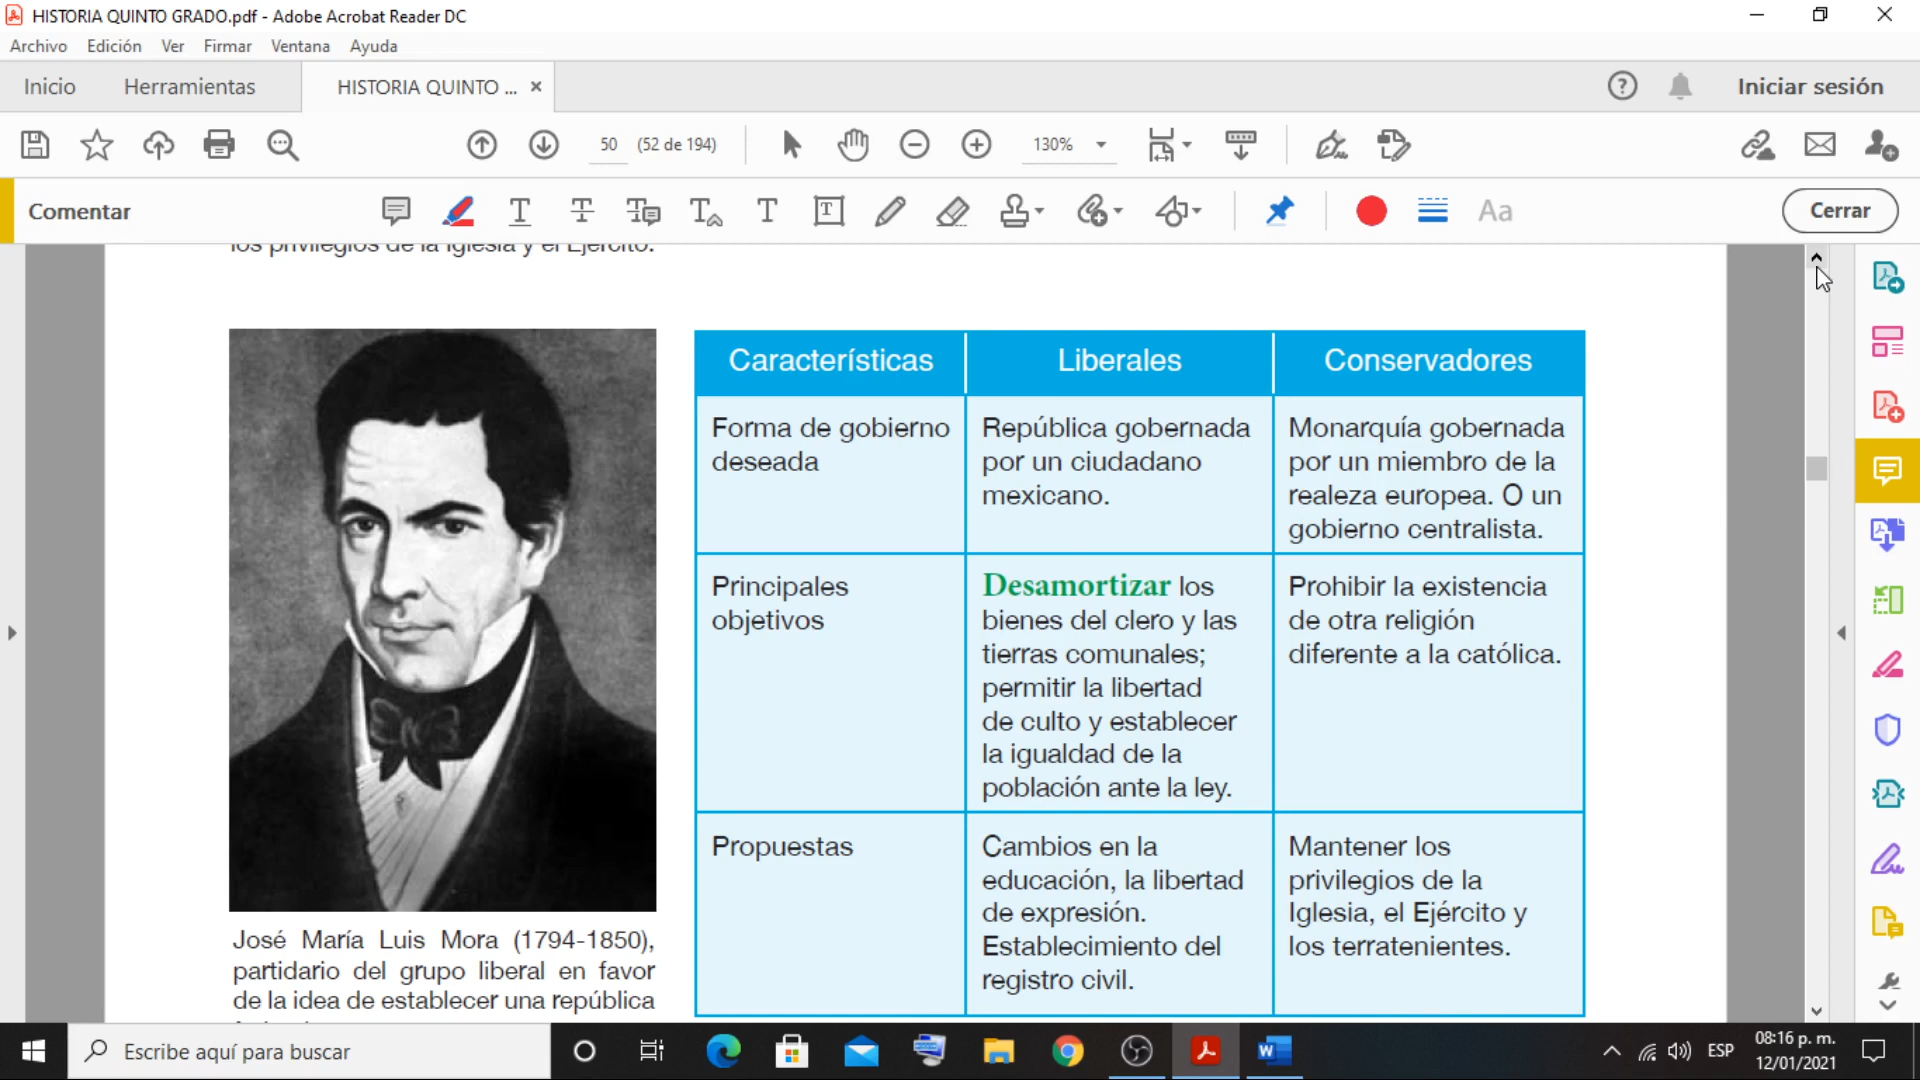 HISTORIA QUINTO GRADO.pdf - Adobe Acrobat Reader DC
Archivo Edición Ver Firmar Ventana Ayuda
Inicio Herramientas HISTORIA QUINTO ... Iniciar sesión
50 (52 de 194) 130%
Comentar Aa Cerrar
los privilegios de la Iglesia y el Ejército.
Características Liberales Conservadores
Forma de gobierno
deseada
República gobernada
por un ciudadano
mexicano.
Monarquía gobernada
por un miembro de la
realeza europea. O un
gobierno centralista.
Principales
objetivos
Desamortizar los
bienes del clero y las
tierras comunales;
permitir la libertad
de culto y establecer
la igualdad de la
población ante la ley.
Prohibir la existencia
de otra religión
diferente a la católica.
Propuestas
Cambios en la
educación, la libertad
de expresión.
Establecimiento del
registro civil.
Mantener los
privilegios de la
Iglesia, el Ejército y
los terratenientes.
José María Luis Mora (1794-1850),
partidario del grupo liberal en favor
de la idea de establecer una república
Escribe aquí para buscar
ESP
08:16 p. m.
12/01/2021